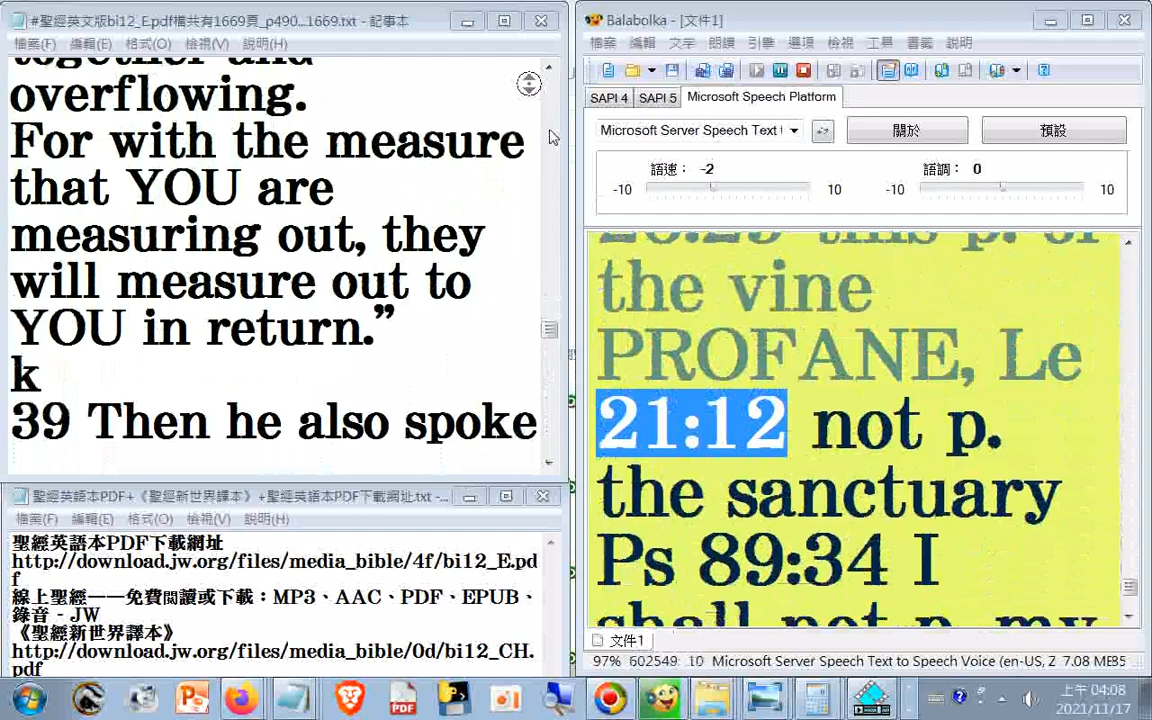 #聖經英文版bi12_E.pdf檔共有1669頁_p490...1669.txt - 記事本
檔案(F) 編輯(E) 格式(O) 檢視(V) 說明(H)
together and
overflowing.
For with the measure
that YOU are
measuring out, they
will measure out to
YOU in return.”
k
39 Then he also spoke
聖經英語本PDF+《聖經新世界譯本》+聖經英語本PDF下載網址.txt -...
檔案(F) 編輯(E) 格式(O) 檢視(V) 說明(H)
聖經英語本PDF下載網址
http://download.jw.org/files/media_bible/4f/bi12_E.pd
f
線上聖經——免費閱讀或下載：MP3、AAC、PDF、EPUB、
錄音 - JW
《聖經新世界譯本》
http://download.jw.org/files/media_bible/0d/bi12_CH.
pdf
Balabolka - [文件1]
檔案 編輯 文字 朗讀 引擎 選項 檢視 工具 書籤 說明
SAPI 4 SAPI 5 Microsoft Speech Platform
Microsoft Server Speech Text 關於 預設
語速： -2 語調： 0
-10 10 -10 10
20:29 this p. of
the vine
PROFANE, Le
21:12 not p.
the sanctuary
Ps 89:34 I
shall not p. my
文件1
97% 602549: 10 Microsoft Server Speech Text to Speech Voice (en-US, Z 7.08 MB
上午 04:08
2021/11/17